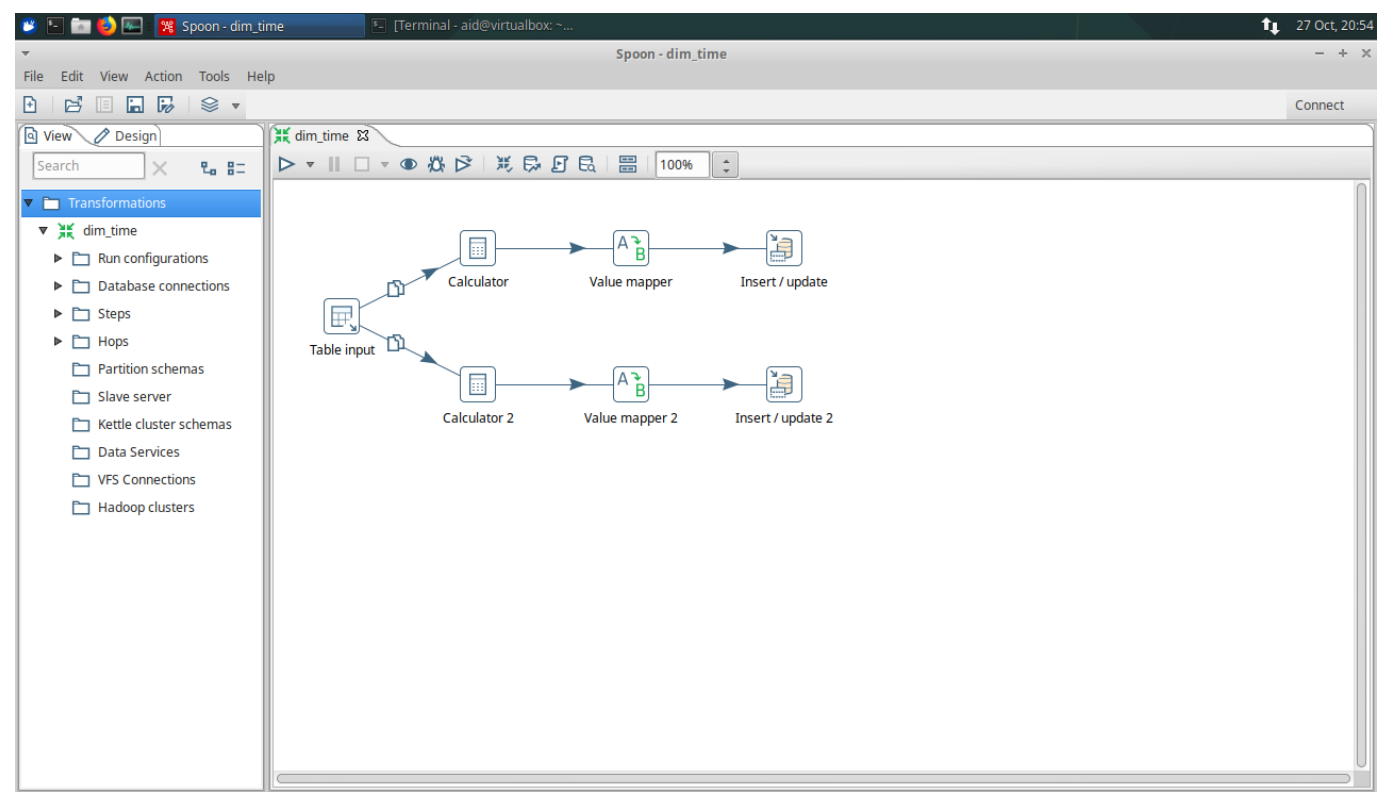 Spoon - dim_time
[Terminal - aid@virtualbox: ~...
27 Oct, 20:54
Spoon - dim_time
File Edit View Action Tools Help
Connect
View Design
dim_time
Search
100%
Transformations
dim_time
Run configurations
Database connections
Steps
Hops
Partition schemas
Slave server
Kettle cluster schemas
Data Services
VFS Connections
Hadoop clusters
A B
Calculator
Value mapper
Insert / update
Table input
A B
Calculator 2
Value mapper 2
Insert / update 2